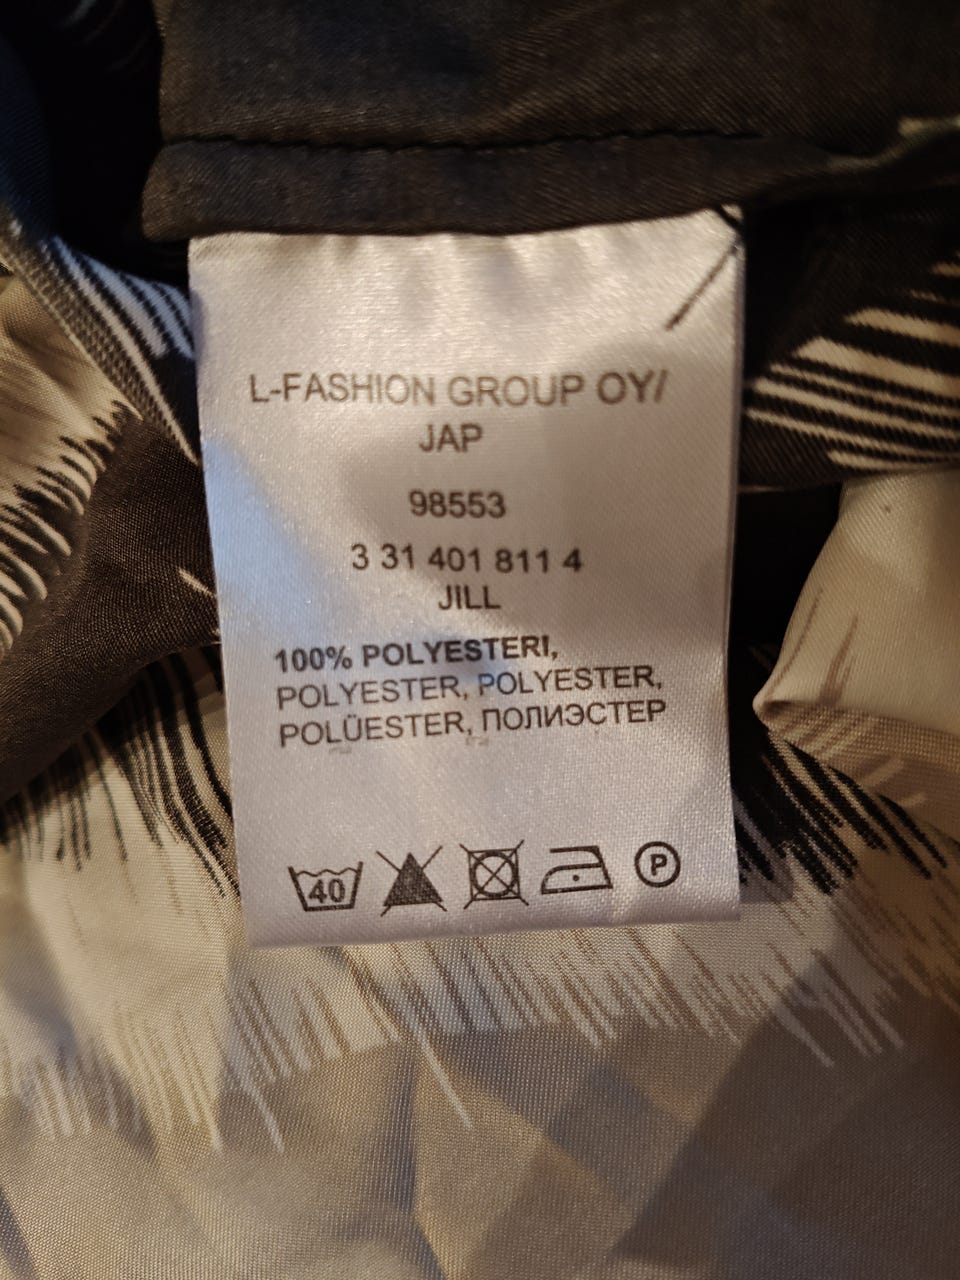 L-FASHION GROUP OY/
JAP
98553
3 31 401 811 4
JILL
100% POLYESTERI,
POLYESTER, POLYESTER,
POLÜESTER, ПОЛИЭСТЕР
40 P